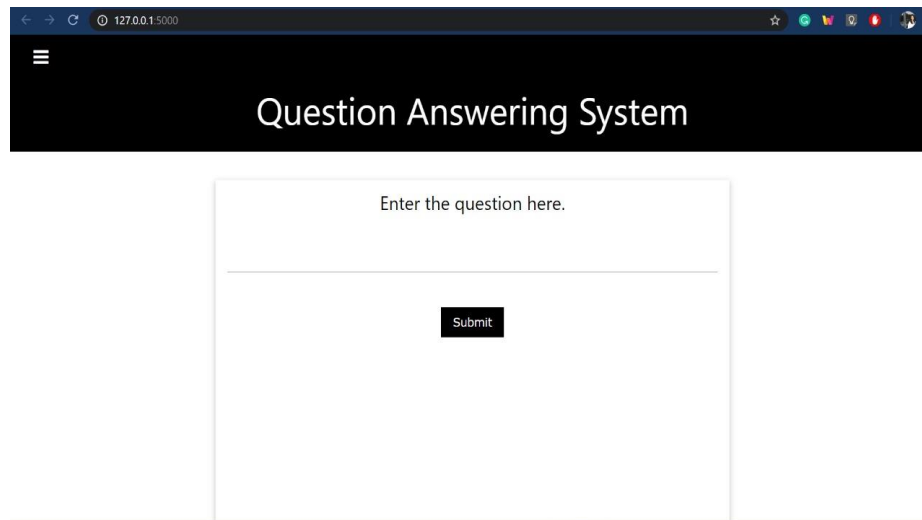 127.0.0.1:5000
Question Answering System
Enter the question here.
Submit